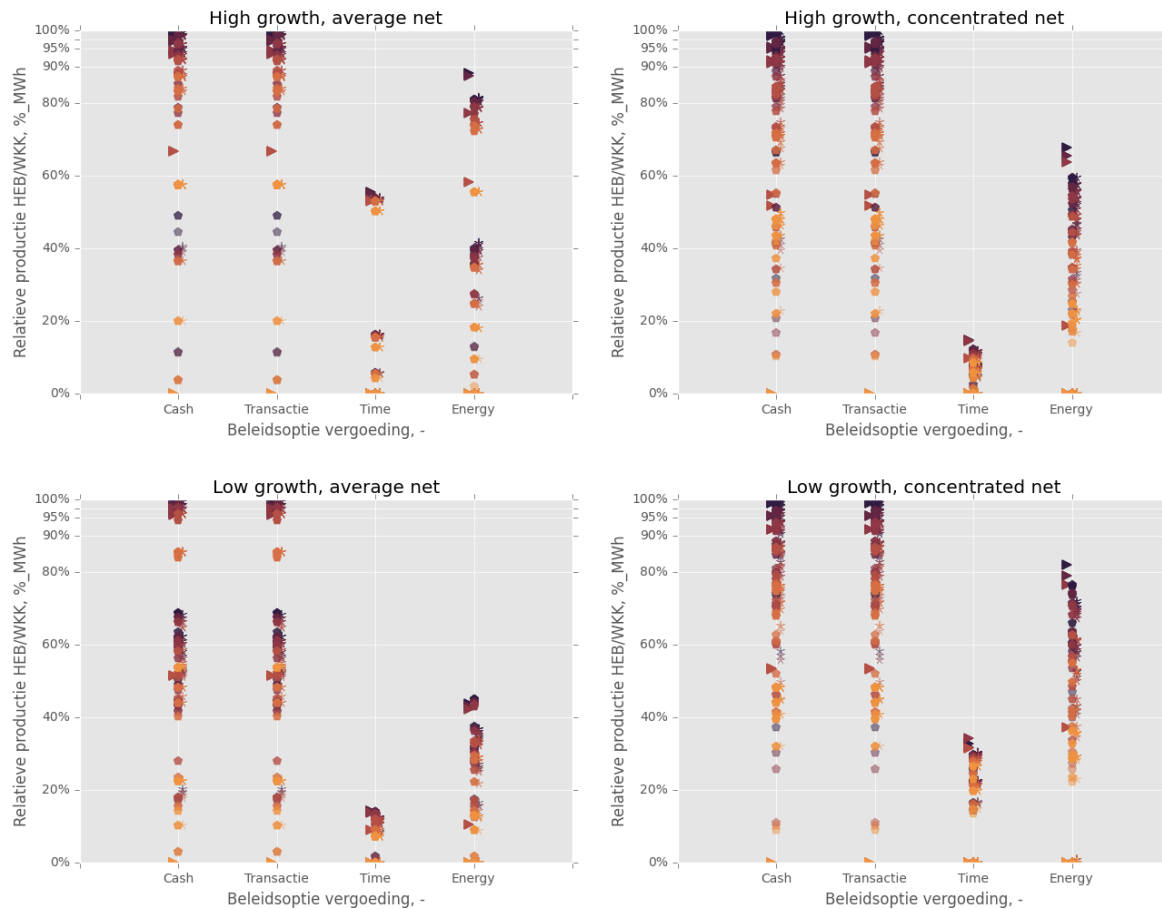 High growth, average net
100%
95%
90%
80%
60%
40%
20%
0%
Relatieve productie HEB/WKK, %_MWh
Cash Transactie Time Energy
Beleidsoptie vergoeding, -
High growth, concentrated net
100%
95%
90%
80%
60%
40%
20%
0%
Relatieve productie HEB/WKK, %_MWh
Cash Transactie Time Energy
Beleidsoptie vergoeding, -
Low growth, average net
100%
95%
90%
80%
60%
40%
20%
0%
Relatieve productie HEB/WKK, %_MWh
Cash Transactie Time Energy
Beleidsoptie vergoeding, -
Low growth, concentrated net
100%
95%
90%
80%
60%
40%
20%
0%
Relatieve productie HEB/WKK, %_MWh
Cash Transactie Time Energy
Beleidsoptie vergoeding, -